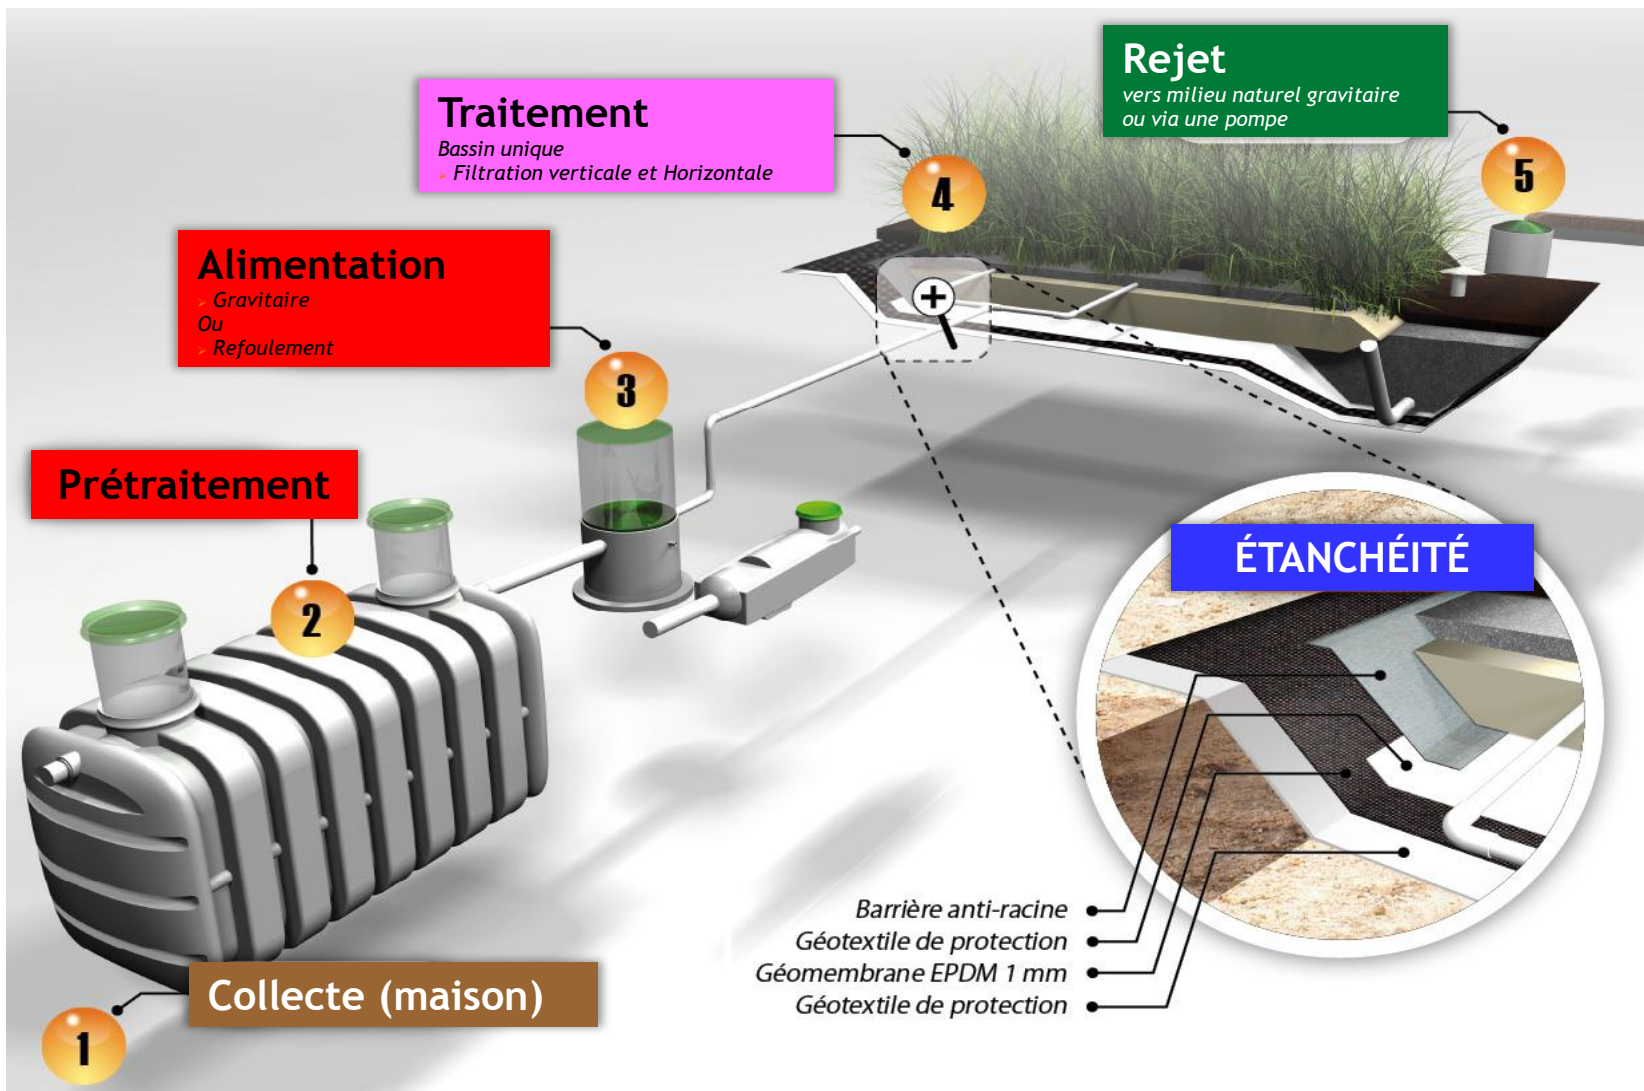 Rejet
vers milieu naturel gravitaire
ou via une pompe
5
Traitement
Bassin unique
➢ Filtration verticale et Horizontale
4
Alimentation
➢ Gravitaire
Ou
➢ Refoulement
3
Prétraitement
2
ÉTANCHÉITÉ
Barrière anti-racine
Géotextile de protection
Géomembrane EPDM 1 mm
Géotextile de protection
Collecte (maison)
1